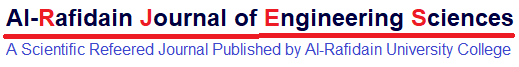 Al-Rafidain Journal of Engineering Sciences
A Scientific Refereed Journal Published by Al-Rafidain University College